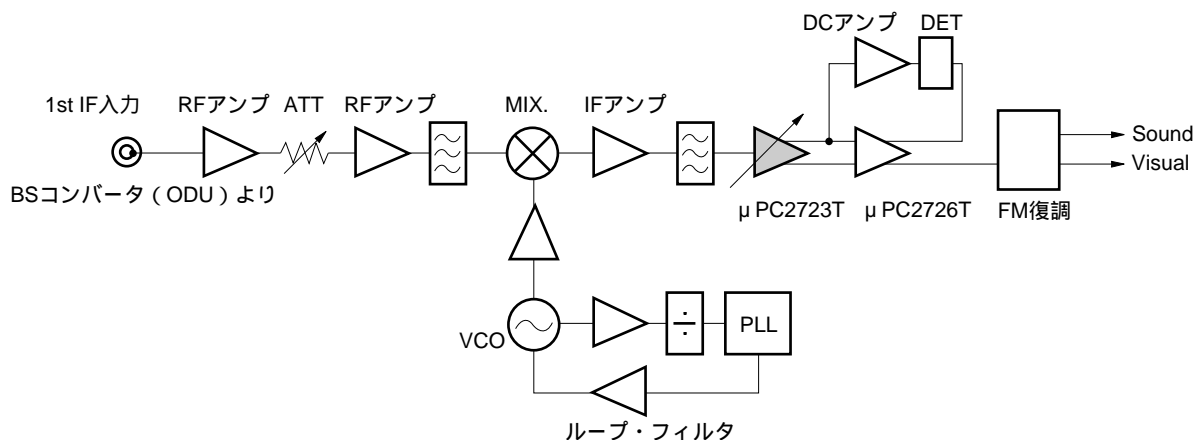 DCアンプ DET
1st IF入力 RFアンプ ATT RFアンプ MIX. IFアンプ
Sound
Visual
BSコンバータ（ODU）より
µPC2723T µPC2726T FM復調
÷ PLL
VCO
ループ・フィルタ